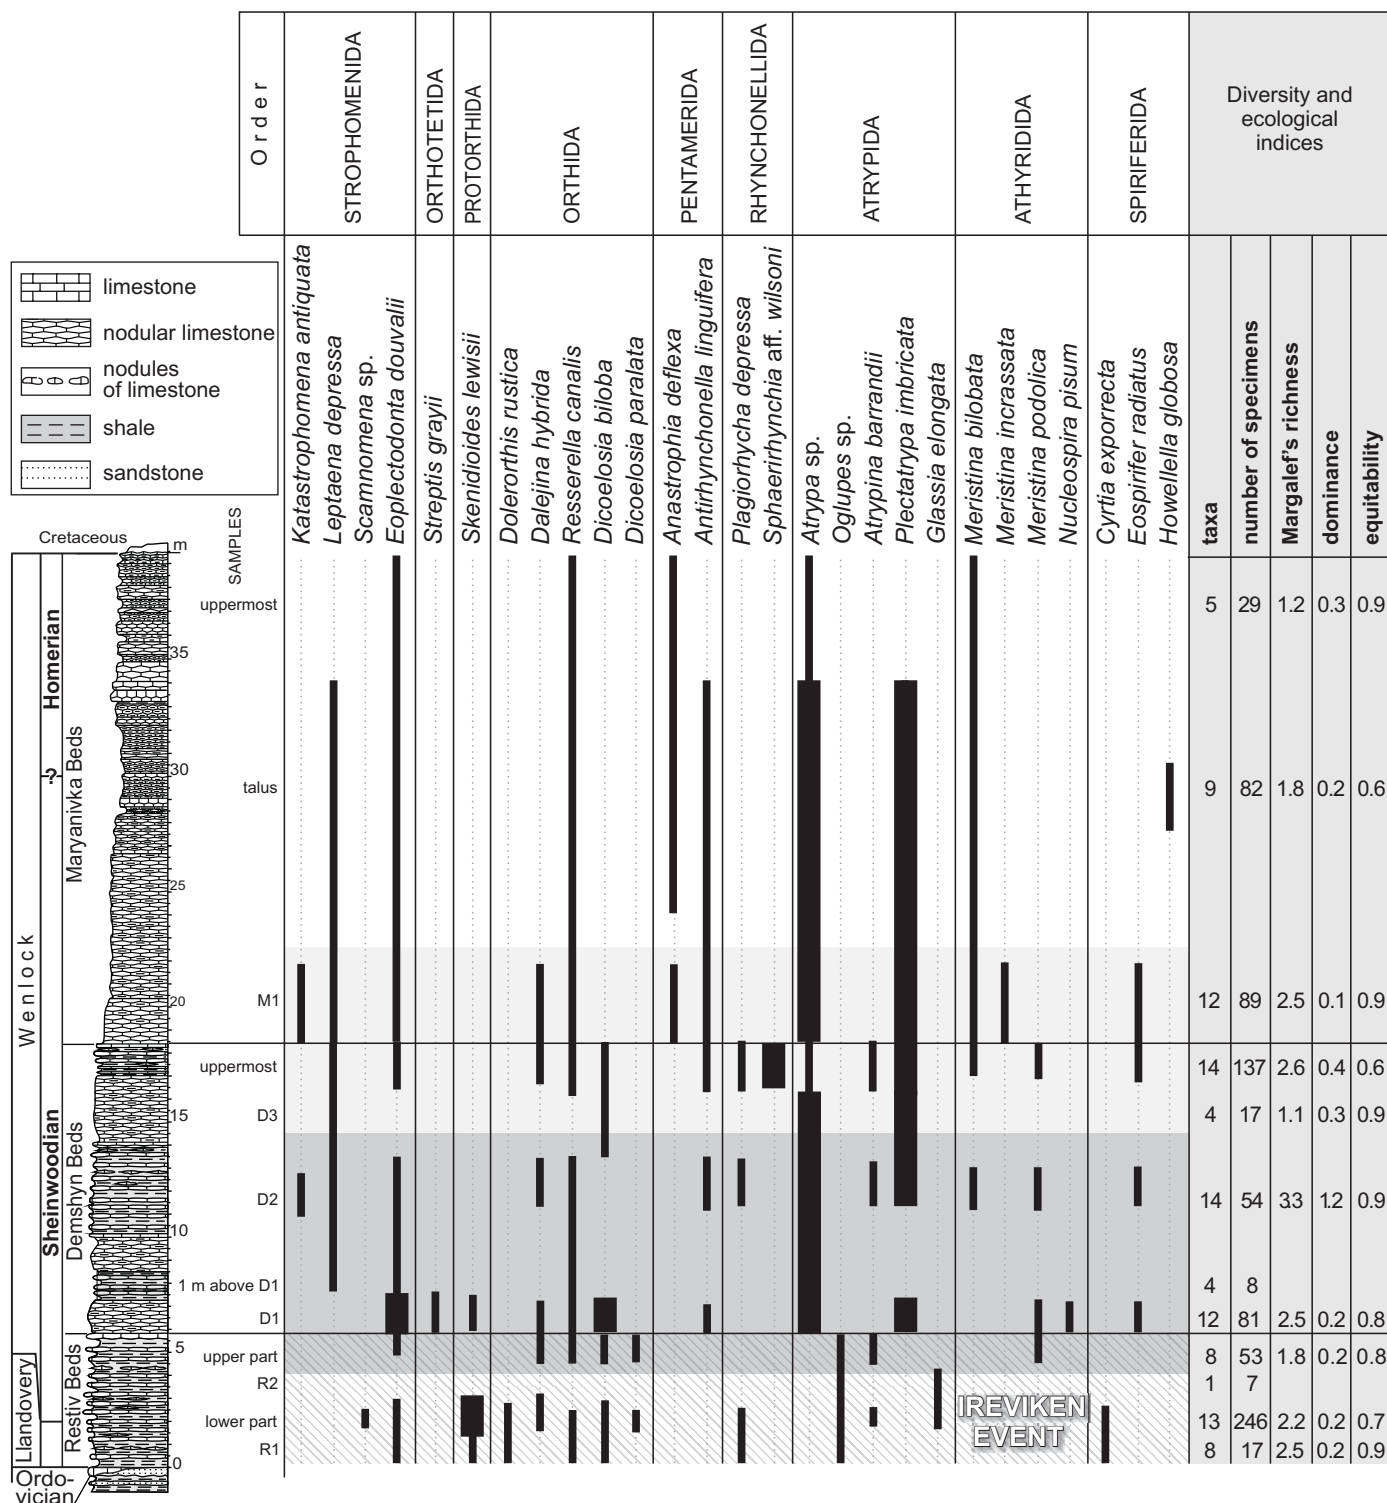 Order
STROPHOMENIDA
ORTHOTETIDA
PROTORTHIDA
ORTHIDA
PENTAMERIDA
RHYNCHONELLIDA
ATRYPIDA
ATHYRIDIDA
SPIRIFERIDA
Diversity and
ecological
indices
limestone
nodular limestone
nodules
of limestone
shale
sandstone
Katastrophomena antiquata
Leptaena depressa
Scammomena sp.
Eoplectodonta douvalii
Streptis grayii
Skenidioides lewisii
Dolerorthis rustica
Dalejina hybrida
Resserella canalis
Dicoelosia biloba
Dicoelosia paralata
Anastrophia deflexa
Antirhynchonella linguifera
Plagiorhycha depressa
Sphaerirhynchia aff. wilsoni
Atrypa sp.
Oglupes sp.
Atrypina barrandii
Plectatrypa imbricata
Glassia elongata
Meristina bilobata
Meristina incrassata
Meristina podolica
Nucleospira pisum
Cyrtia exporrecta
Eospirifer radiatus
Howellella globosa
taxa
number of specimens
Margalef's richness
dominance
equitability
Cretaceous
m
SAMPLES
uppermost 5 29 1.2 0.3 0.9
35
30
talus 9 82 1.8 0.2 0.6
25
20
M1 12 89 2.5 0.1 0.9
uppermost 14 137 2.6 0.4 0.6
15
D3 4 17 1.1 0.3 0.9
D2 14 54 33 1.2 0.9
10
1 m above D1 4 8
D1 12 81 2.5 0.2 0.8
5
upper part 8 53 1.8 0.2 0.8
R2 1 7
lower part 13 246 2.2 0.2 0.7
R1 8 17 2.5 0.2 0.9
0
IREVIKEN
EVENT
Wenlock
Llandovery
Homerian
?
Sheinwoodian
Maryanivka Beds
Demshyn Beds
Restiv Beds
Ordo-
vician